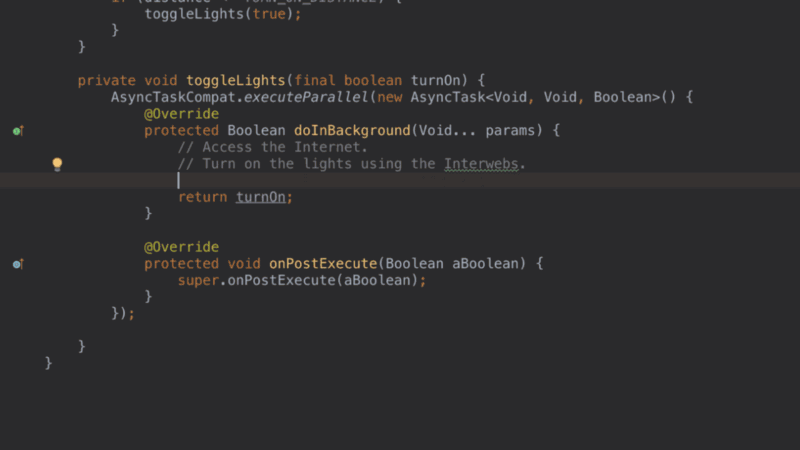 toggleLights(true);
}
}
private void toggleLights(final boolean turnOn) {
AsyncTaskCompat.executeParallel(new AsyncTask<Void, Void, Boolean>() {
@Override
protected Boolean doInBackground(Void... params) {
// Access the Internet.
// Turn on the lights using the Interwebs.
return turnOn;
}
@Override
protected void onPostExecute(Boolean aBoolean) {
super.onPostExecute(aBoolean);
}
});
}
}